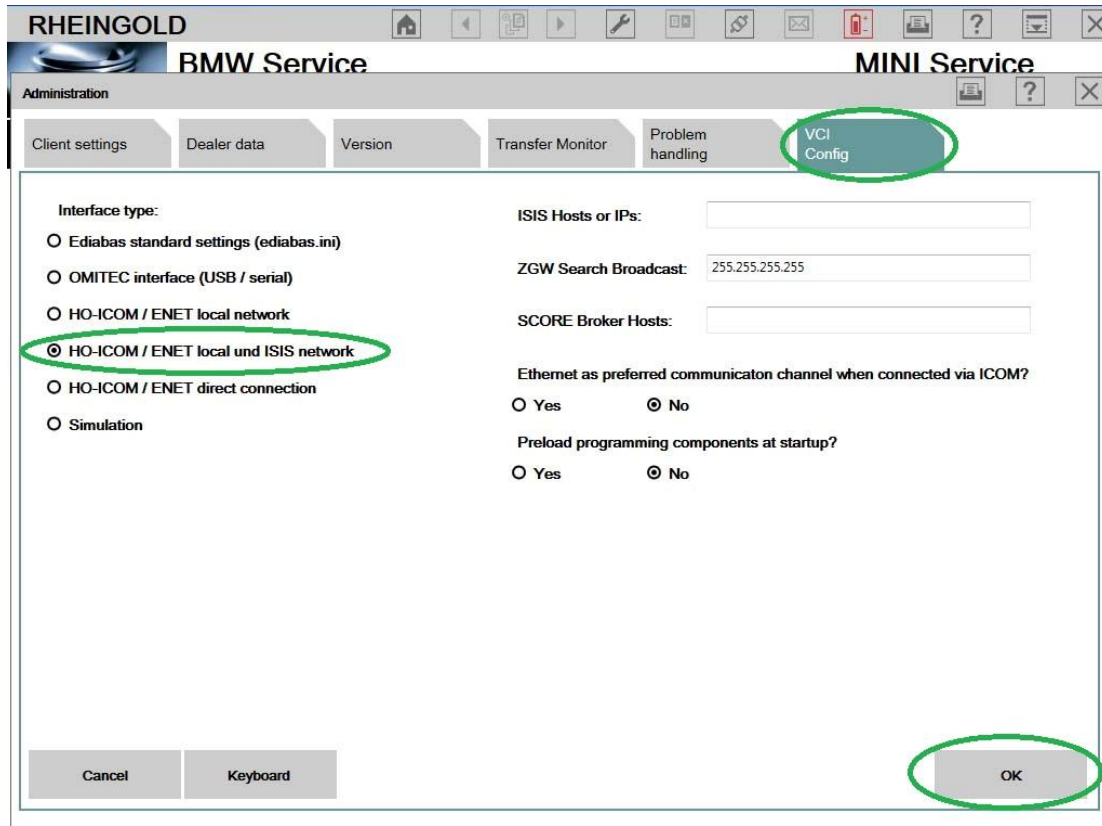 RHEINGOLD
BMW Service
MINI Service
Administration
Client settings
Dealer data
Version
Transfer Monitor
Problem
handling
VCI
Config
Interface type:
Ediabas standard settings (ediabas.ini)
OMITEC interface (USB / serial)
HO-ICOM / ENET local network
HO-ICOM / ENET local und ISIS network
HO-ICOM / ENET direct connection
Simulation
ISIS Hosts or IPs:
ZGW Search Broadcast: 255.255.255.255
SCORE Broker Hosts:
Ethernet as preferred communicaton channel when connected via ICOM?
Yes No
Preload programming components at startup?
Yes No
Cancel
Keyboard
OK